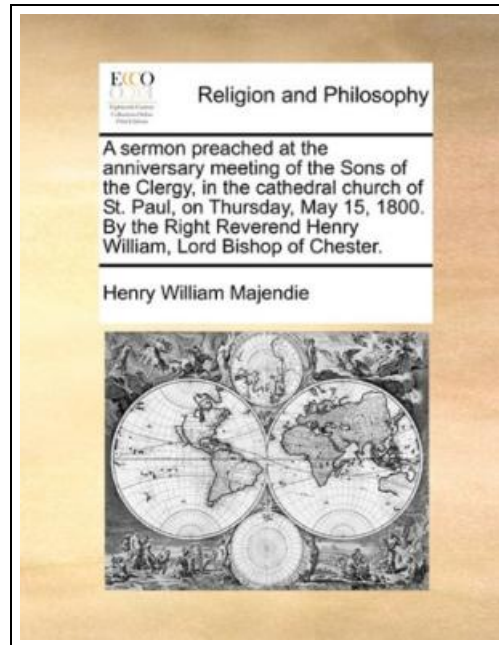 ECCO
Religion and Philosophy
A sermon preached at the
anniversary meeting of the Sons of
the Clergy, in the cathedral church of
St. Paul, on Thursday, May 15, 1800.
By the Right Reverend Henry
William, Lord Bishop of Chester.
Henry William Majendie